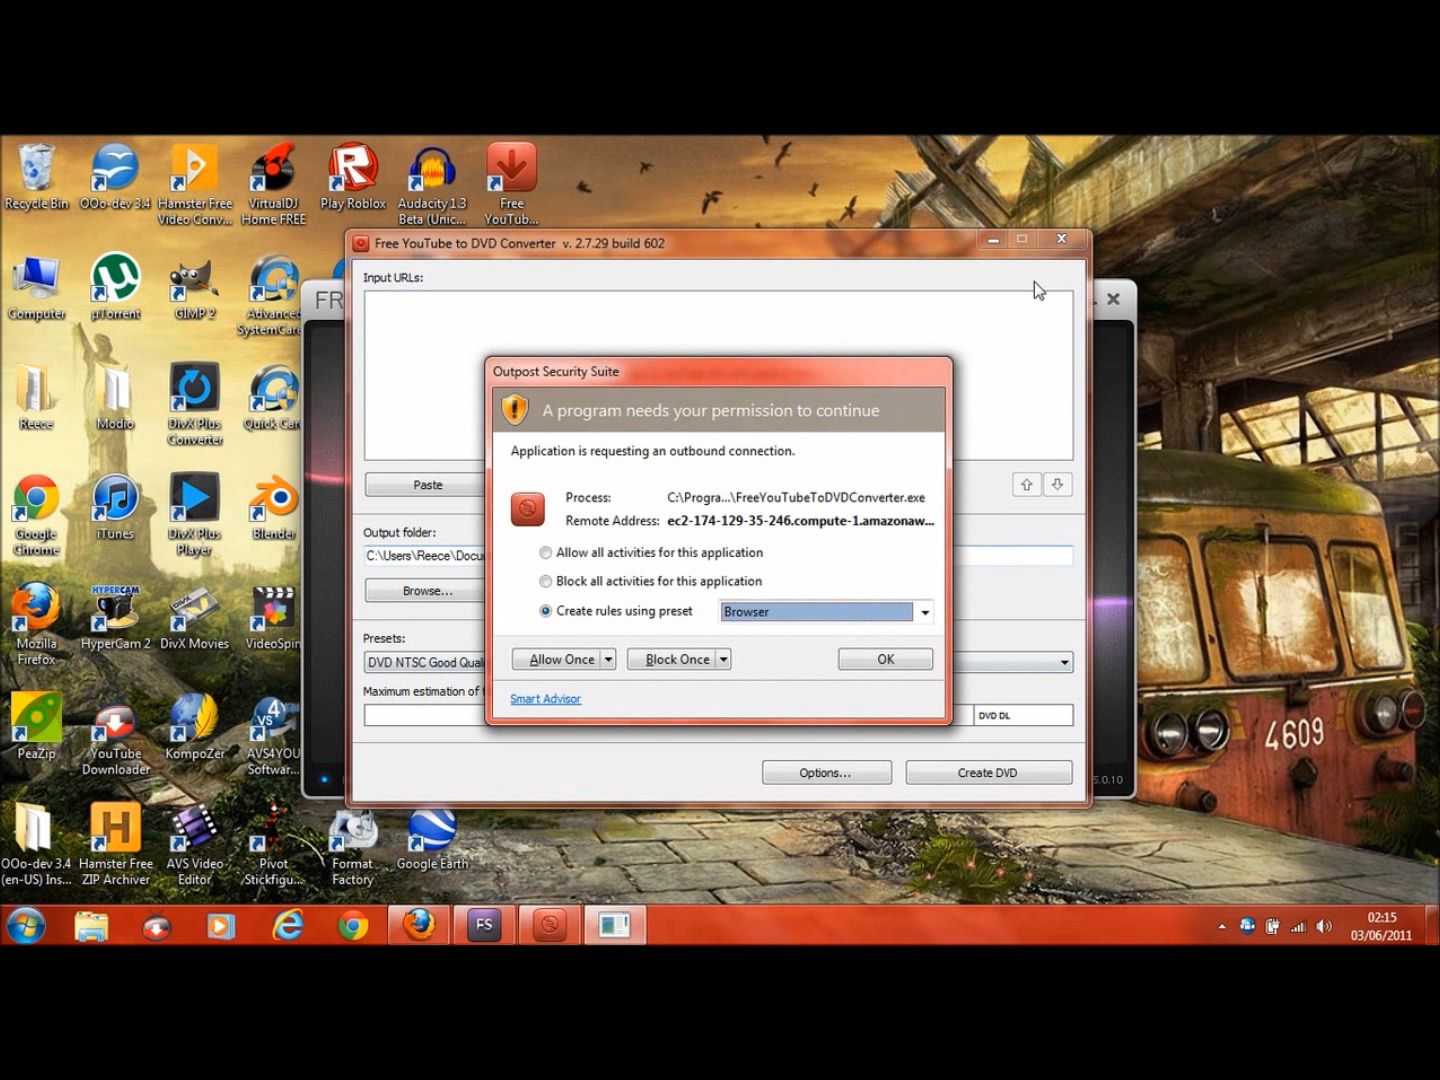 Recycle Bin
OOo-dev 3.4
Hamster Free
Video Conv...
VirtualDJ
Home FREE
Play Roblox
Audacity 1.3
Beta (Unic...
Free
YouTub...
Free YouTube to DVD Converter v. 2.7.29 build 602
Input URLs:
FR
Computer
µTorrent
GIMP 2
Advanced
SystemCare
Outpost Security Suite
A program needs your permission to continue
Application is requesting an outbound connection.
Reece
Modio
DivX Plus
Converter
Quick Car
Paste
Process: C:\Progra...\FreeYouTubeToDVDConverter.exe
Remote Address: ec2-174-129-35-246.compute-1.amazonaw...
Output folder:
C:\Users\Reece\Docu
Allow all activities for this application
Block all activities for this application
Create rules using preset
Browser
Google
Chrome
iTunes
DivX Plus
Player
Blender
Browse...
Presets:
DVD NTSC Good Qual
Allow Once
Block Once
OK
Maximum estimation of
Smart Advisor
DVD DL
HYPERCAM
DIVX
Mozilla
Firefox
HyperCam 2
DivX Movies
VideoSpin
4
VS
4609
PeaZip
YouTube
Downloader
KompoZer
AVS4YOU
Softwar...
Options...
Create DVD
5.0.10
OOo-dev 3.4
(en-US) Ins...
Hamster Free
ZIP Archiver
AVS Video
Editor
Pivot
Stickfigu...
Format
Factory
Google Earth
FS
02:15
03/06/2011